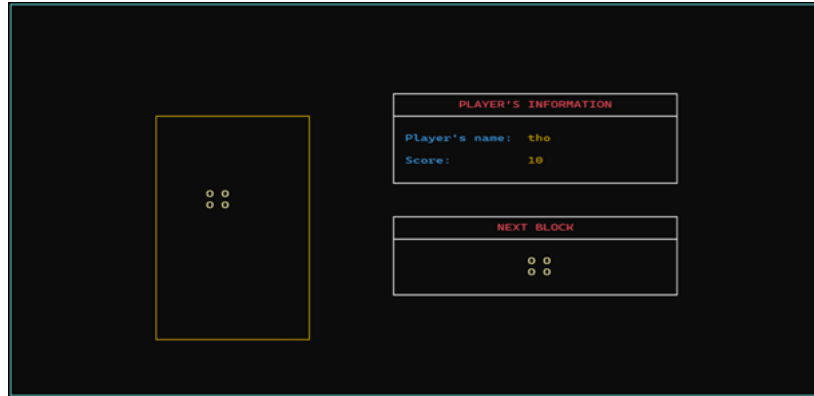 PLAYER'S INFORMATION
Player's name: tho
Score: 10
O O
O O
NEXT BLOCK
O O
O O